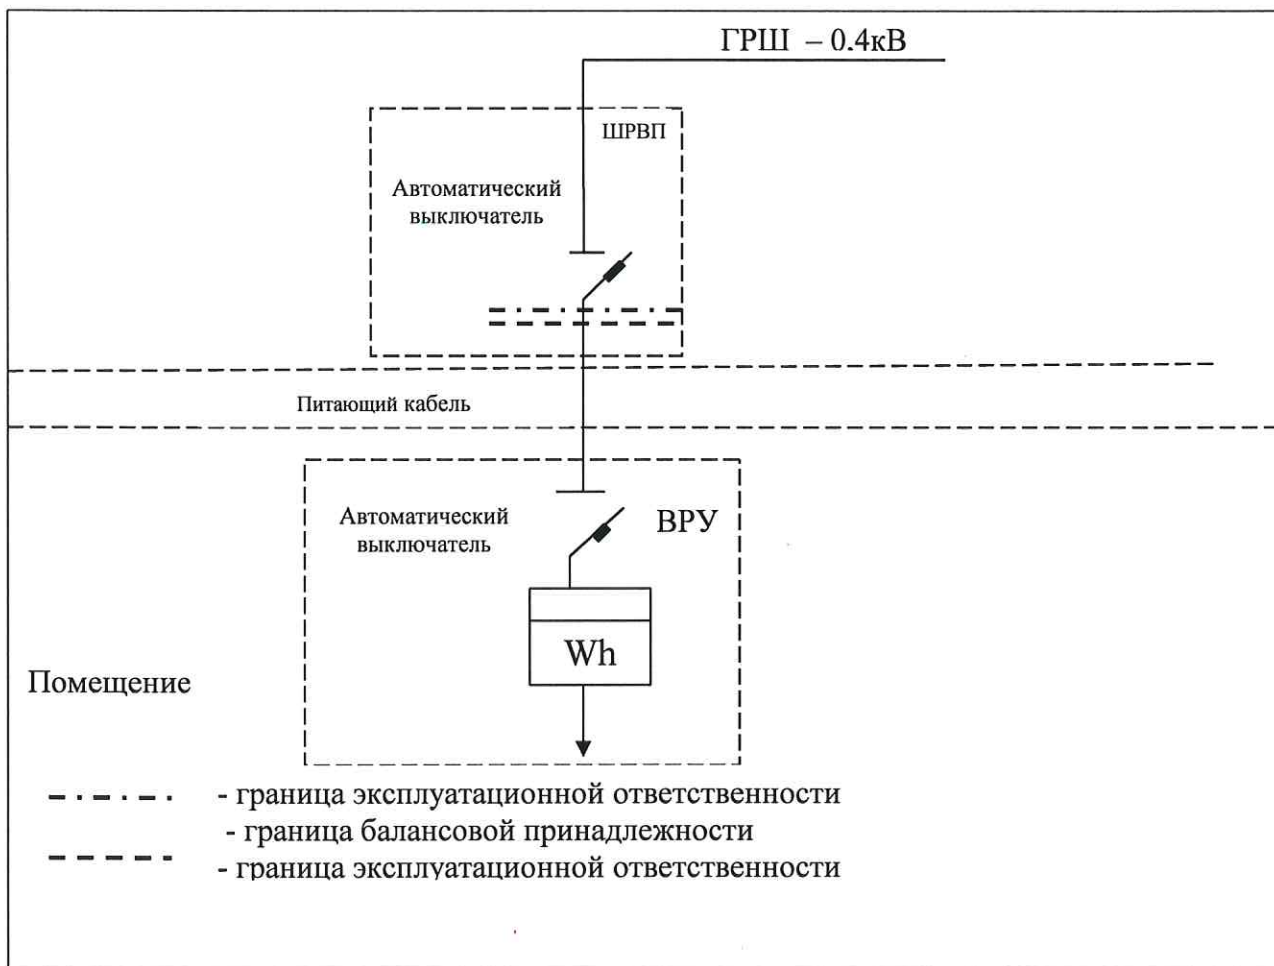 ГРШ – 0.4кВ
ШРВП
Автоматический
выключатель
Питающий кабель
Автоматический
выключатель
ВРУ
Wh
Помещение
- граница эксплуатационной ответственности
- граница балансовой принадлежности
- граница эксплуатационной ответственности